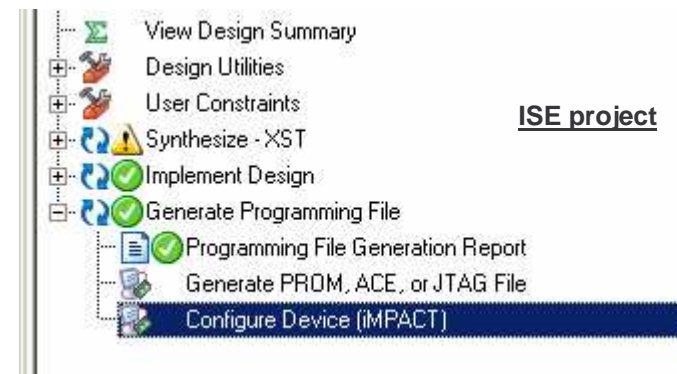 View Design Summary
Design Utilities
User Constraints
ISE project
Synthesize - XST
Implement Design
Generate Programming File
Programming File Generation Report
Generate PROM, ACE, or JTAG File
Configure Device (iMPACT)